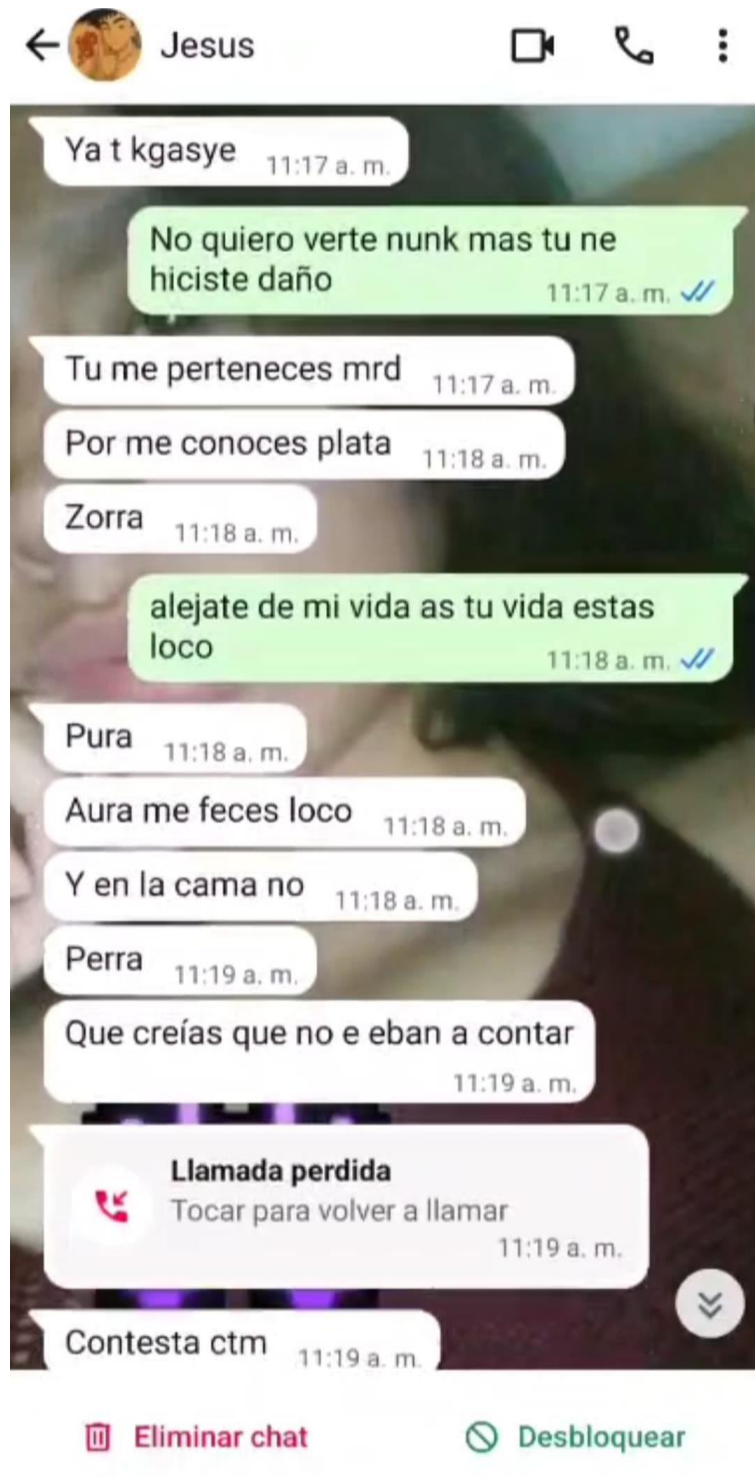 Jesus
Ya t kgasye
11:17 a. m.
No quiero verte nunk mas tu ne
hiciste daño
11:17 a. m.
Tu me perteneces mrd
11:17 a. m.
Por me conoces plata
11:18 a. m.
Zorra
11:18 a. m.
alejate de mi vida as tu vida estas
loco
11:18 a. m.
Pura
11:18 a. m.
Aura me feces loco
11:18 a. m.
Y en la cama no
11:18 a. m.
Perra
11:19 a. m.
Que creías que no e eban a contar
11:19 a. m.
Llamada perdida
Tocar para volver a llamar
11:19 a. m.
Contesta ctm
11:19 a. m.
Eliminar chat
Desbloquear